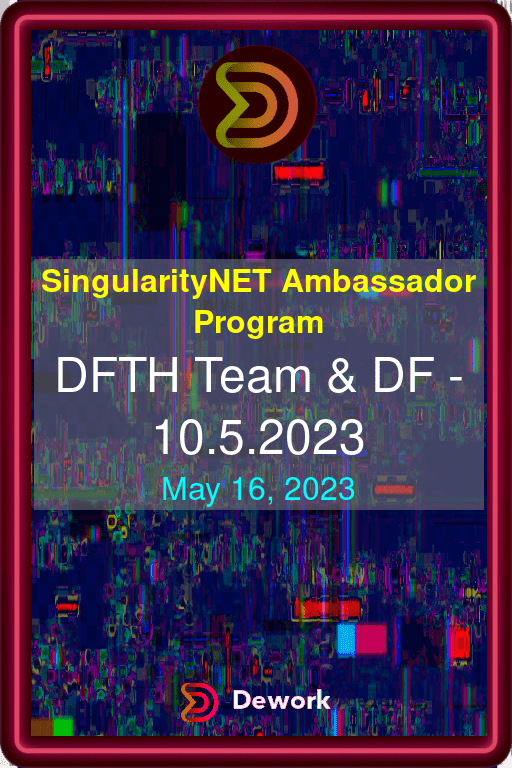 SingularityNET Ambassador
Program
DFTH Team & DF -
10.5.2023
May 16, 2023
Dework